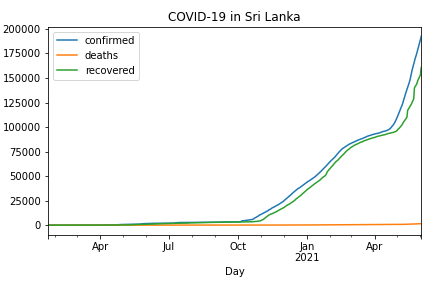 COVID-19 in Sri Lanka
confirmed
deaths
recovered
200000
175000
150000
125000
100000
75000
50000
25000
0
Apr Jul Oct Jan Apr
2021
Day